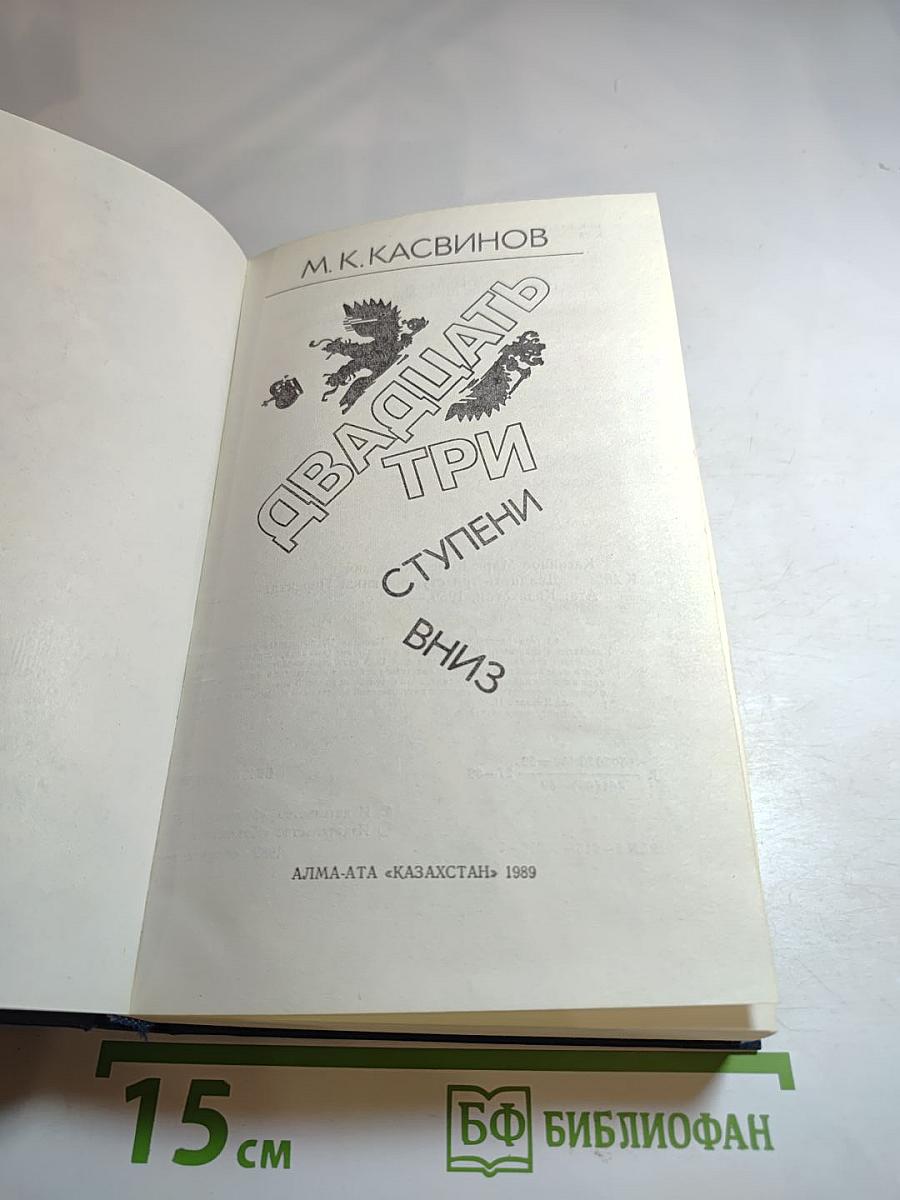 М. К. КАСВИНОВ
ДВАДЦАТЬ
ТРИ
СТУПЕНИ
ВНИЗ
АЛМА-АТА «КАЗАХСТАН» 1989
15 см
БФ БИБЛИОФАН